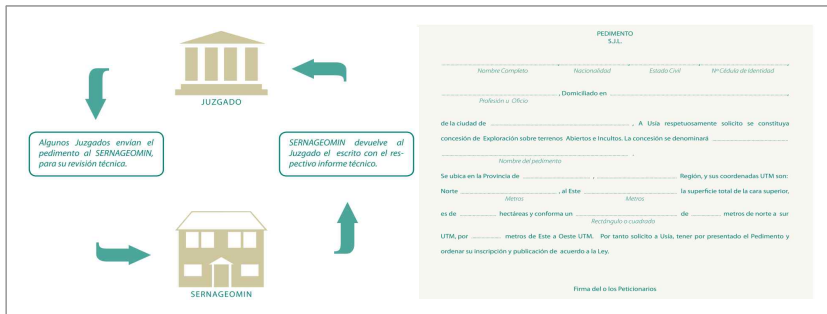 JUZGADO
Algunos Juzgados envían el
pedimento al SERNAGEOMIN,
para su revisión técnica.
SERNAGEOMIN devuelve al
Juzgado el escrito con el res-
pectivo informe técnico.
SERNAGEOMIN
PEDIMENTO
S.J.L.
Nombre Completo Nacionalidad Estado Civil Nº Cédula de Identidad
, Domiciliado en
Profesión u Oficio
de la ciudad de , A Usía respetuosamente solicito se constituya
concesión de Exploración sobre terrenos Abiertos e Incultos. La concesión se denominará
Nombre del pedimento
Se ubica en la Provincia de , Región, y sus coordenadas UTM son:
Norte , al Este la superficie total de la cara superior,
Metros Metros
es de hectáreas y conforma un de metros de norte a sur
Rectángulo o cuadrado
UTM, por metros de Este a Oeste UTM. Por tanto solicito a Usía, tener por presentado el Pedimento y
ordenar su inscripción y publicación de acuerdo a la Ley.
Firma del o los Peticionarios